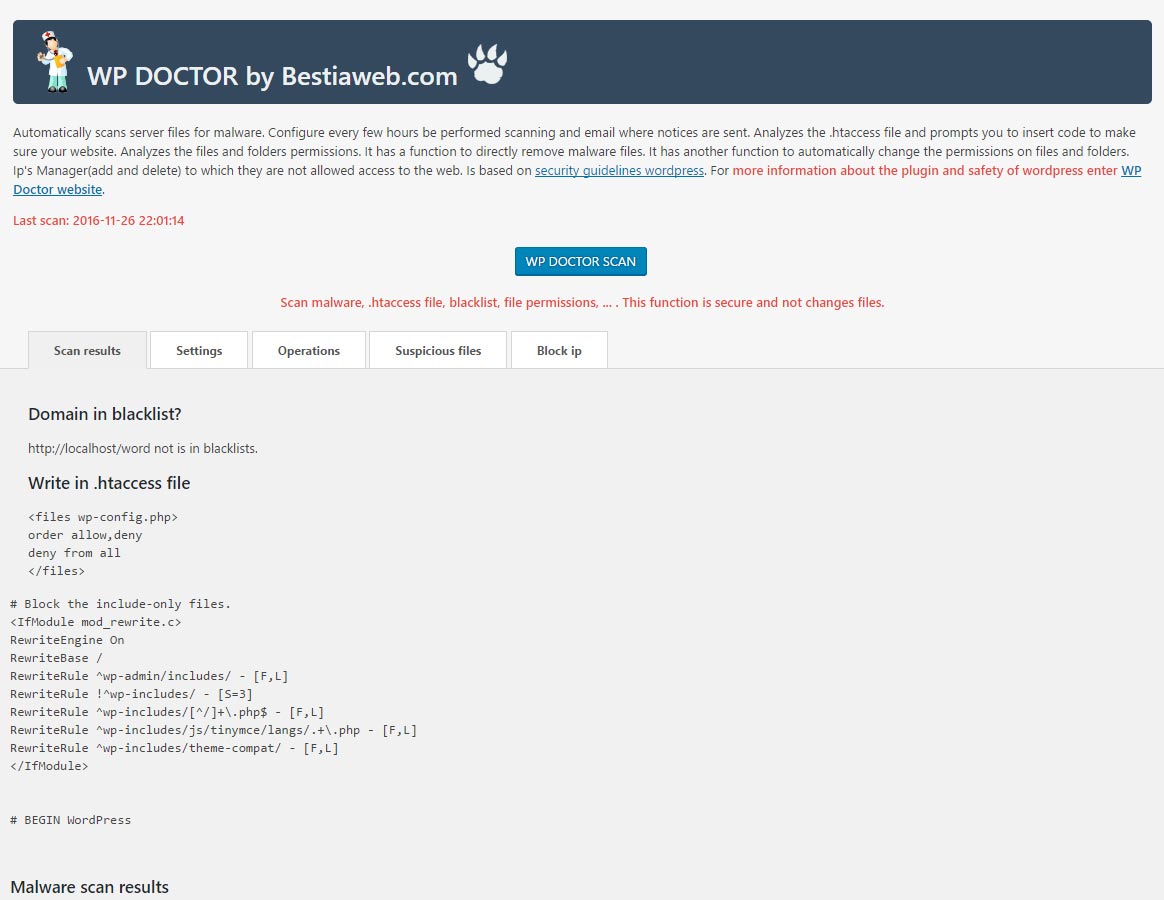 WP DOCTOR by Bestiaweb.com
Automatically scans server files for malware. Configure every few hours be performed scanning and email where notices are sent. Analyzes the .htaccess file and prompts you to insert code to make
sure your website. Analyzes the files and folders permissions. It has a function to directly remove malware files. It has another function to automatically change the permissions on files and folders.
Ip's Manager(add and delete) to which they are not allowed access to the web. Is based on security guidelines wordpress. For more information about the plugin and safety of wordpress enter WP
Doctor website.
Last scan: 2016-11-26 22:01:14
WP DOCTOR SCAN
Scan malware, .htaccess file, blacklist, file permissions, ... . This function is secure and not changes files.
Scan results Settings Operations Suspicious files Block ip
Domain in blacklist?
http://localhost/word not is in blacklists.
Write in .htaccess file
<files wp-config.php>
order allow,deny
deny from all
</files>
# Block the include-only files.
<IfModule mod_rewrite.c>
RewriteEngine On
RewriteBase /
RewriteRule ^wp-admin/includes/ - [F,L]
RewriteRule !^wp-includes/ - [S=3]
RewriteRule ^wp-includes/[^/]+\.php$ - [F,L]
RewriteRule ^wp-includes/js/tinymce/langs/.+\.php - [F,L]
RewriteRule ^wp-includes/theme-compat/ - [F,L]
</IfModule>
# BEGIN WordPress
Malware scan results